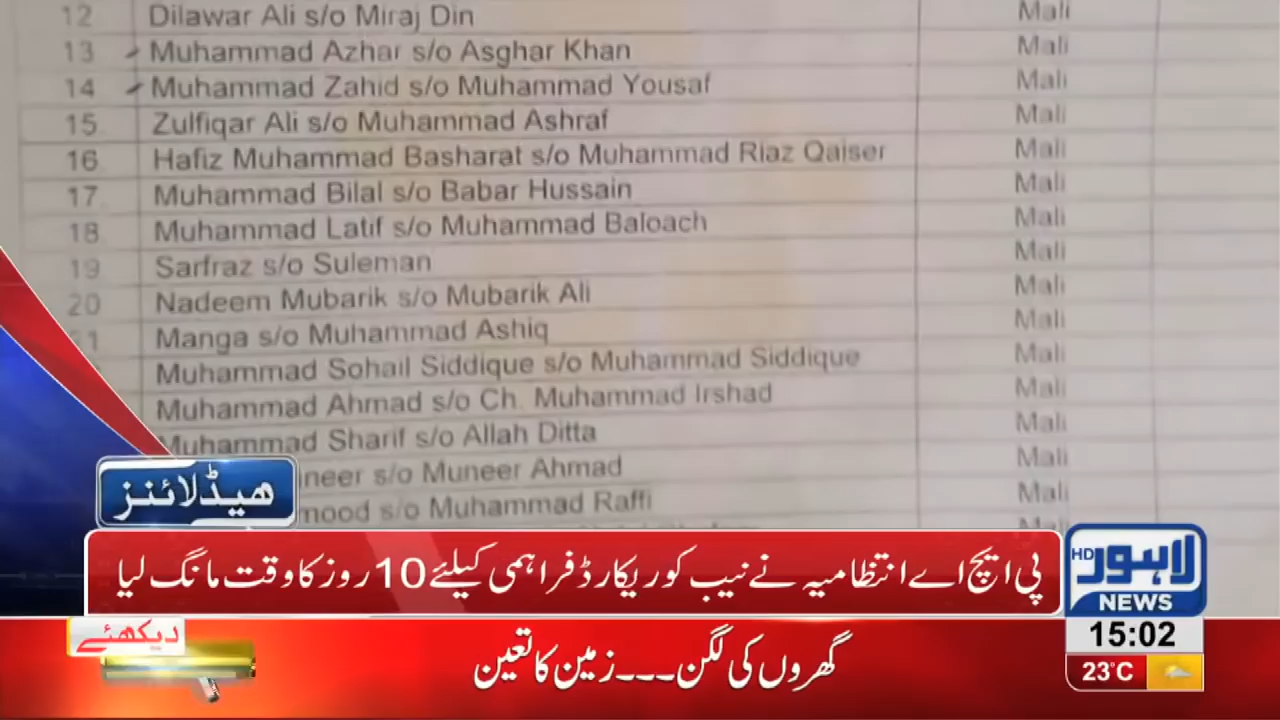 12 Dilawar Ali s/o Miraj Din Mali
13 Muhammad Azhar s/o Asghar Khan Mali
14 Muhammad Zahid s/o Muhammad Yousaf Mali
15 Zulfiqar Ali s/o Muhammad Ashraf Mali
16 Hafiz Muhammad Basharat s/o Muhammad Riaz Qaiser Mali
17 Muhammad Bilal s/o Babar Hussain Mali
18 Muhammad Latif s/o Muhammad Baloach Mali
19 Sarfraz s/o Suleman Mali
20 Nadeem Mubarik s/o Mubarik Ali Mali
Manga s/o Muhammad Ashiq Mali
Muhammad Sohail Siddique s/o Muhammad Siddique Mali
Muhammad Ahmad s/o Ch. Muhammad Irshad Mali
Muhammad Sharif s/o Allah Ditta Mali
s/o Muneer Ahmad Mali
s/o Muhammad Raffi Mali
ہیڈلائنز
پی ایچ اے انتظامیہ نے نیب کو ریکارڈ فراہمی کیلئے 10 روز کا وقت مانگ لیا
لاہور HD
NEWS
دیکھئے
گھروں کی لگن۔۔۔زمین کا تعین
15:02
23°C